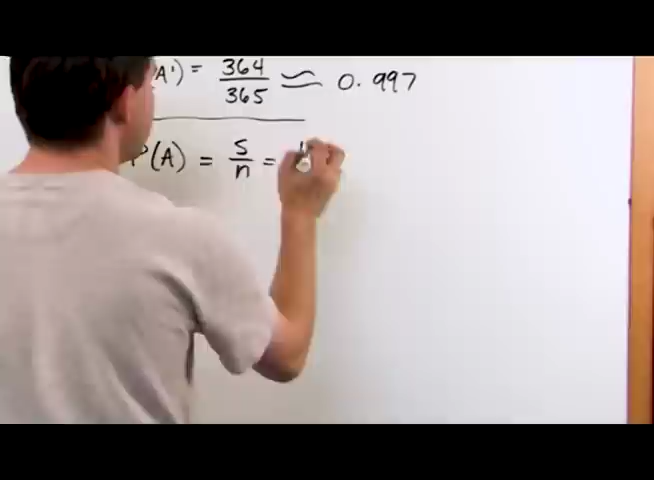 A') = 364/365 ≈ 0.997
P(A) = s/n =